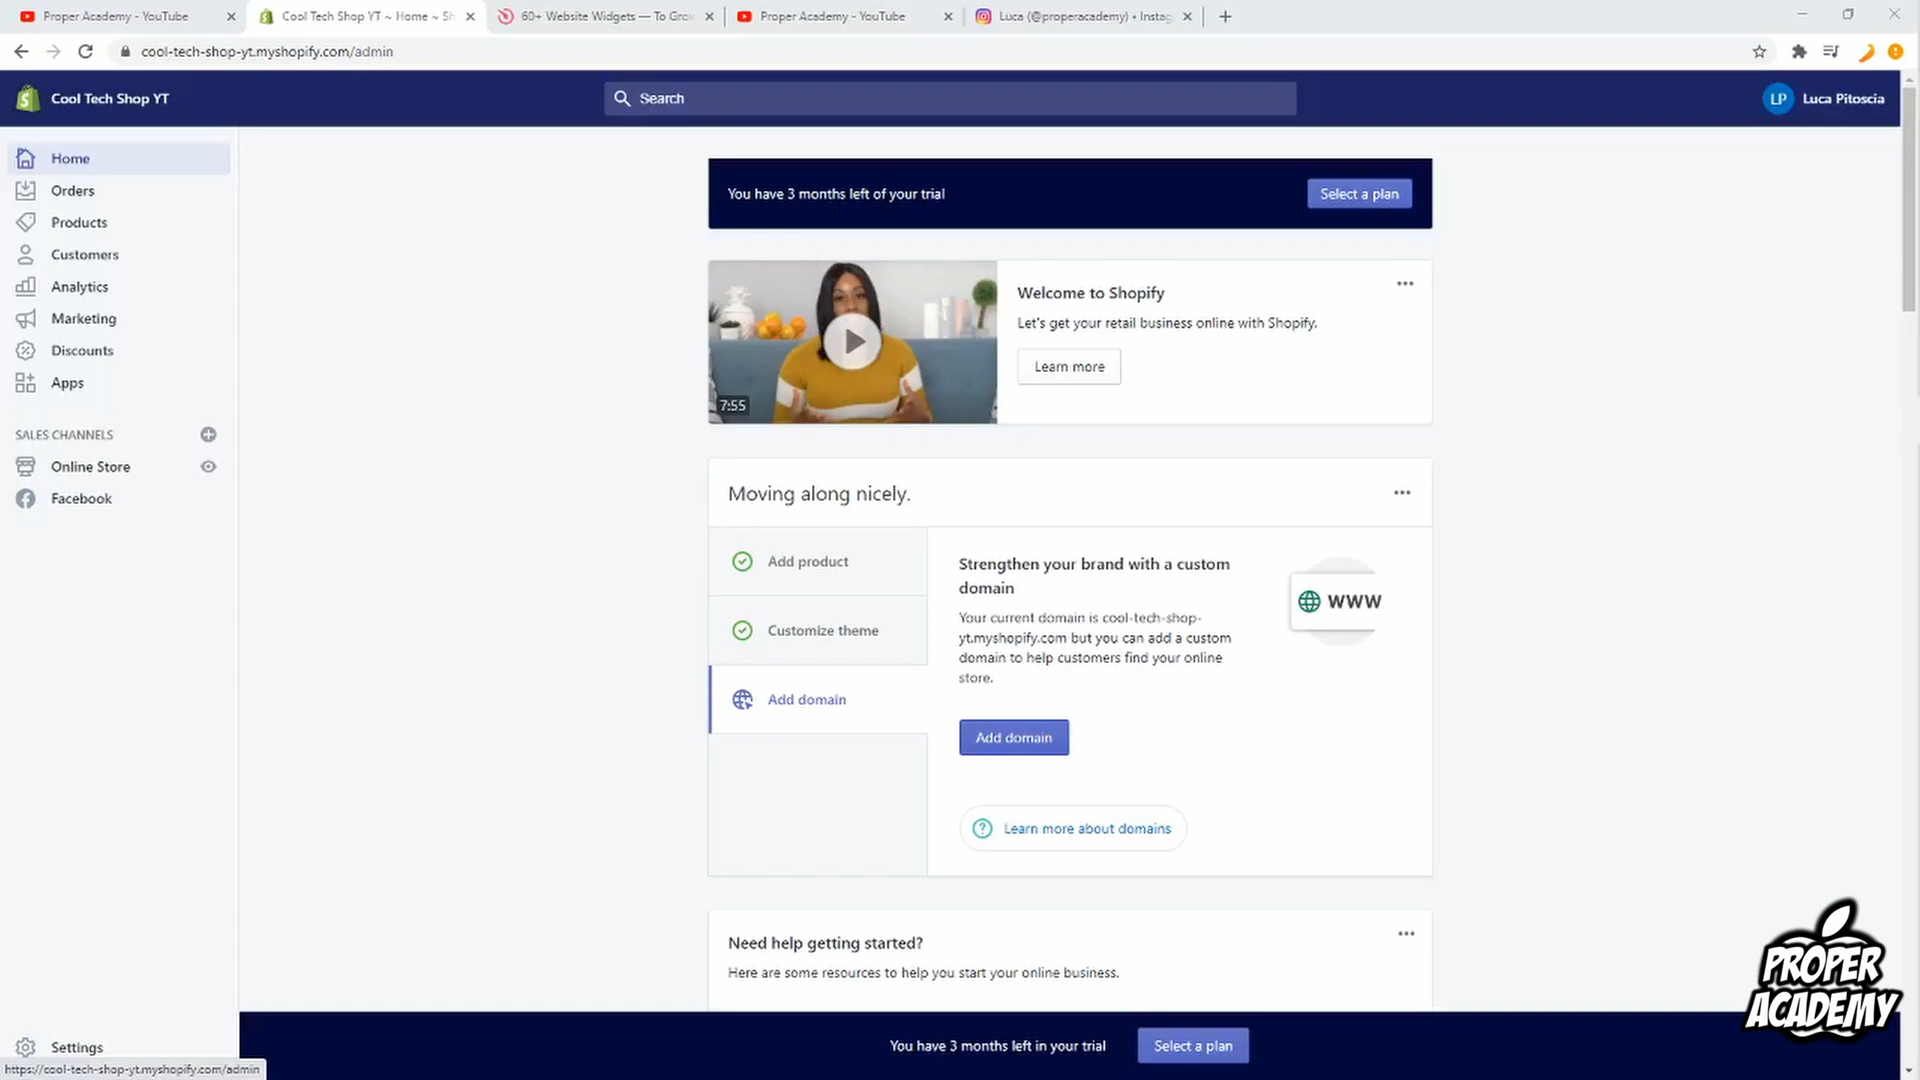 Proper Academy - YouTube
Cool Tech Shop YT ~ Home ~ Sh
60+ Website Widgets — To Grow
Proper Academy - YouTube
Luca (@properacademy) • Instag
cool-tech-shop-yt.myshopify.com/admin
Cool Tech Shop YT
Search
LP
Luca Pitoscia
Home
Orders
Products
Customers
Analytics
Marketing
Discounts
Apps
SALES CHANNELS
Online Store
Facebook
Settings
https://cool-tech-shop-yt.myshopify.com/admin
You have 3 months left of your trial
Select a plan
7:55
Welcome to Shopify
Let's get your retail business online with Shopify.
Learn more
Moving along nicely.
Add product
Customize theme
Add domain
Strengthen your brand with a custom
domain
Your current domain is cool-tech-shop-
yt.myshopify.com but you can add a custom
domain to help customers find your online
store.
WWW
Add domain
Learn more about domains
Need help getting started?
Here are some resources to help you start your online business.
You have 3 months left in your trial
Select a plan
PROPER
ACADEMY